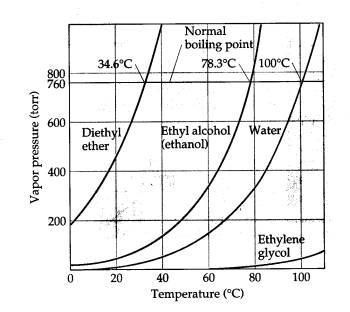 Normal
boiling point
34.6°C
78.3°C
100°C
800
760
600
400
200
Vapor pressure (torr)
Diethyl
ether
Ethyl alcohol
(ethanol)
Water
Ethylene
glycol
0
20
40
60
80
100
Temperature (°C)